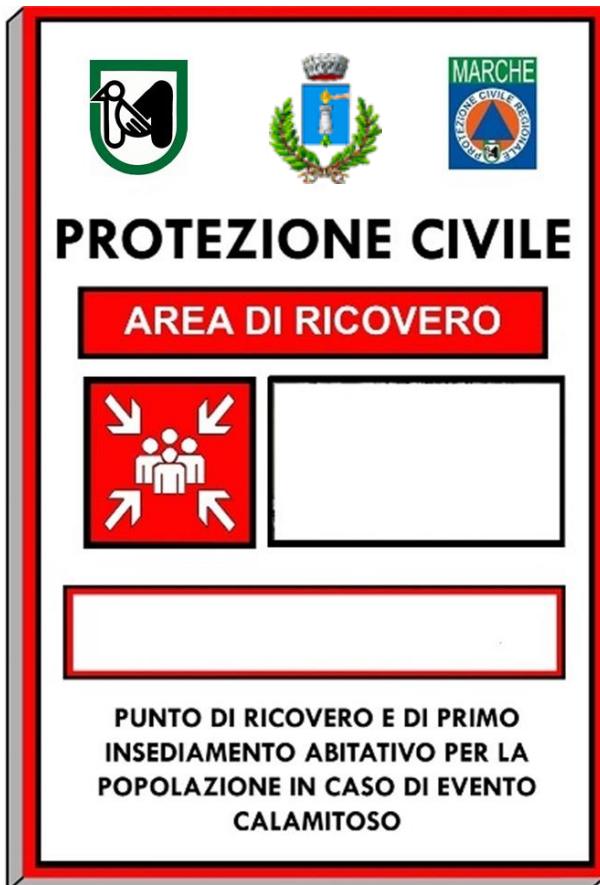 MARCHE
PROTEZIONE CIVILE REGIONALE
PROTEZIONE CIVILE
AREA DI RICOVERO
PUNTO DI RICOVERO E DI PRIMO
INSEDIAMENTO ABITATIVO PER LA
POPOLAZIONE IN CASO DI EVENTO
CALAMITOSO